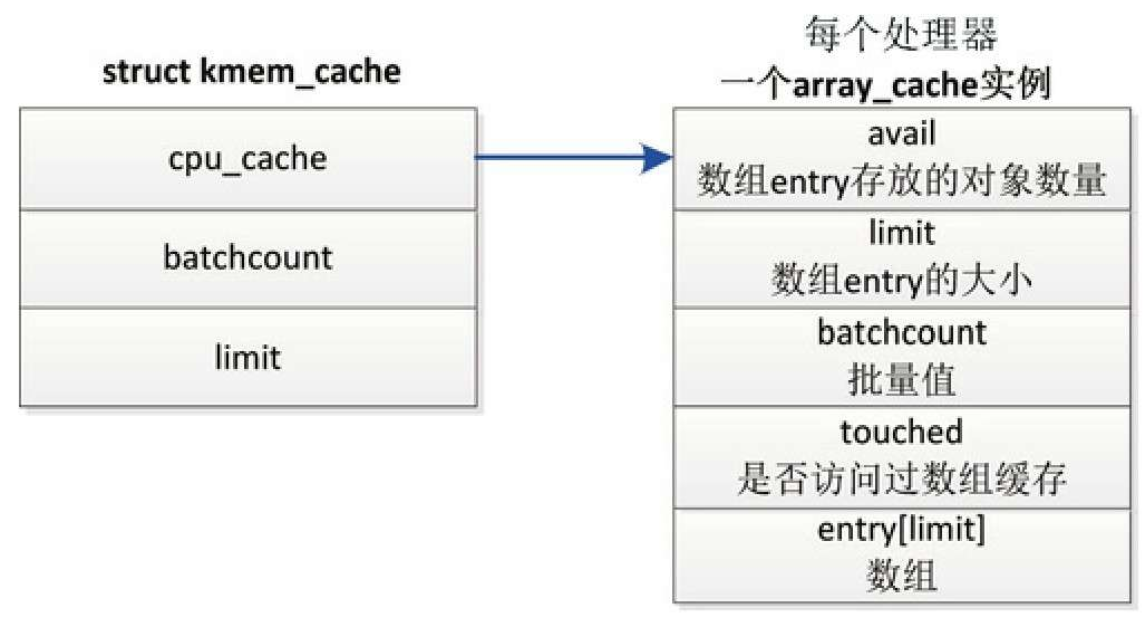 struct kmem_cache
cpu_cache
batchcount
limit
每个处理器
一个array_cache实例
avail
数组entry存放的对象数量
limit
数组entry的大小
batchcount
批量值
touched
是否访问过数组缓存
entry[limit]
数组